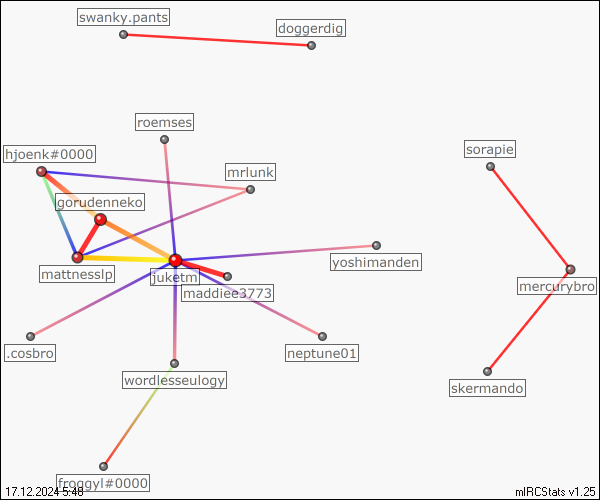 swanky.pants
doggerdig
roemses
sorapie
hjoenk#0000
mrlunk
gorudenneko
yoshimanden
mattnesslp
juketm
mercurybro
maddiee3773
.cosbro
neptune01
wordlesseulogy
skermando
froggyl#0000
17.12.2024 5:48
mIRCStats v1.25